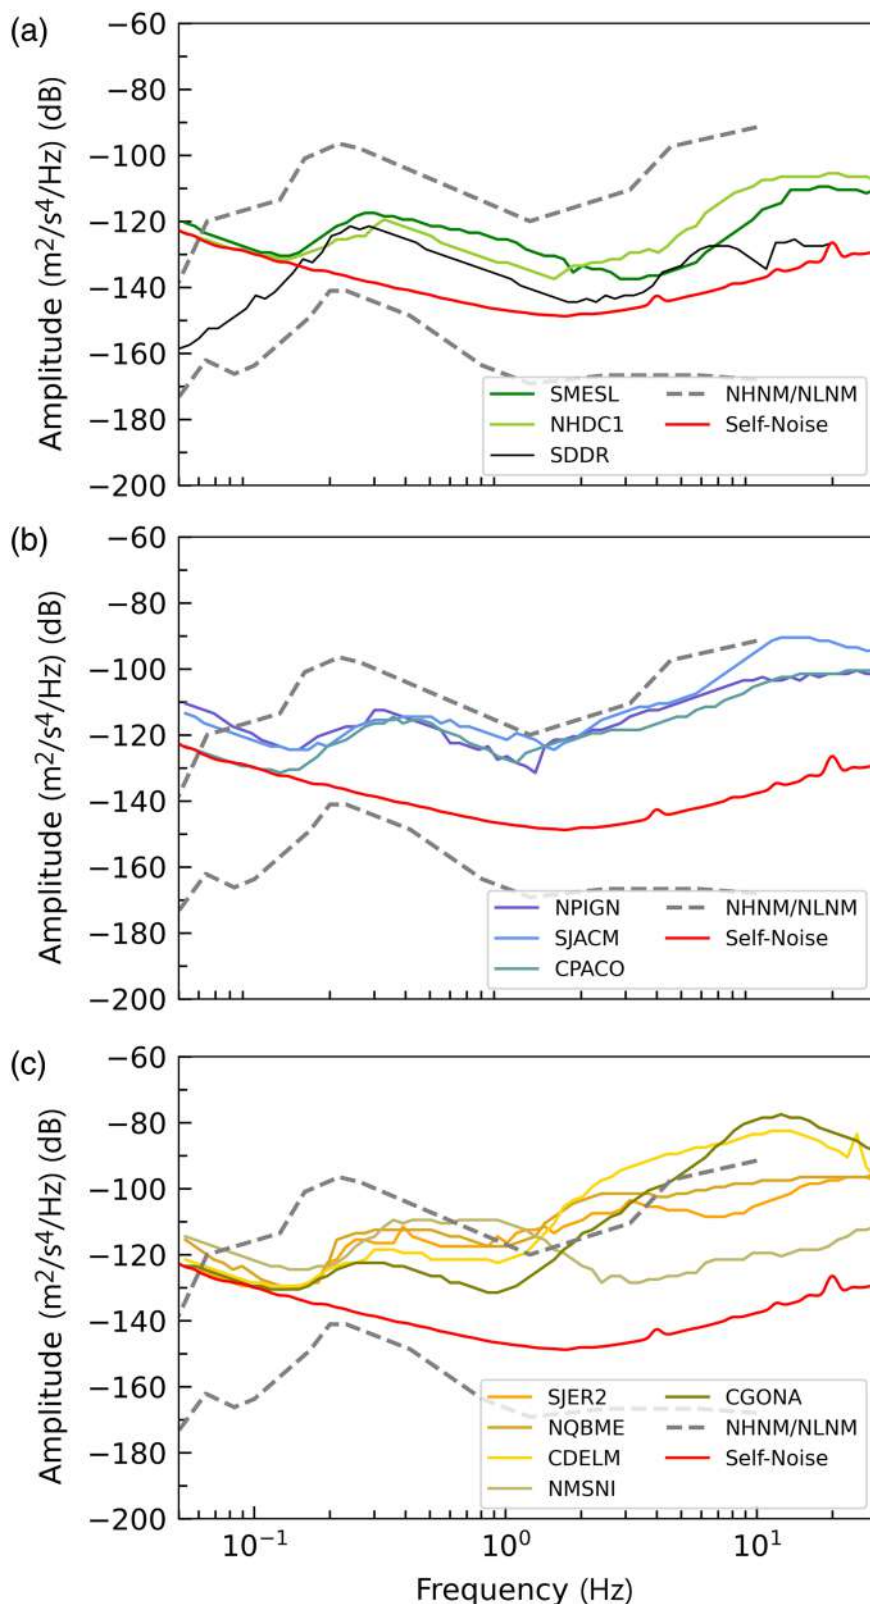 (a)
−60
−80
−100
−120
−140
−160
−180
−200
Amplitude (m²/s⁴/Hz) (dB)
SMESL NHNM/NLNM
NHDC1 Self-Noise
SDDR
(b)
−60
−80
−100
−120
−140
−160
−180
−200
Amplitude (m²/s⁴/Hz) (dB)
NPIGN NHNM/NLNM
SJACM Self-Noise
CPACO
(c)
−60
−80
−100
−120
−140
−160
−180
−200
Amplitude (m²/s⁴/Hz) (dB)
SJER2 CGONA
NQBME NHNM/NLNM
CDELM Self-Noise
NMSNI
10⁻¹ 10⁰ 10¹
Frequency (Hz)